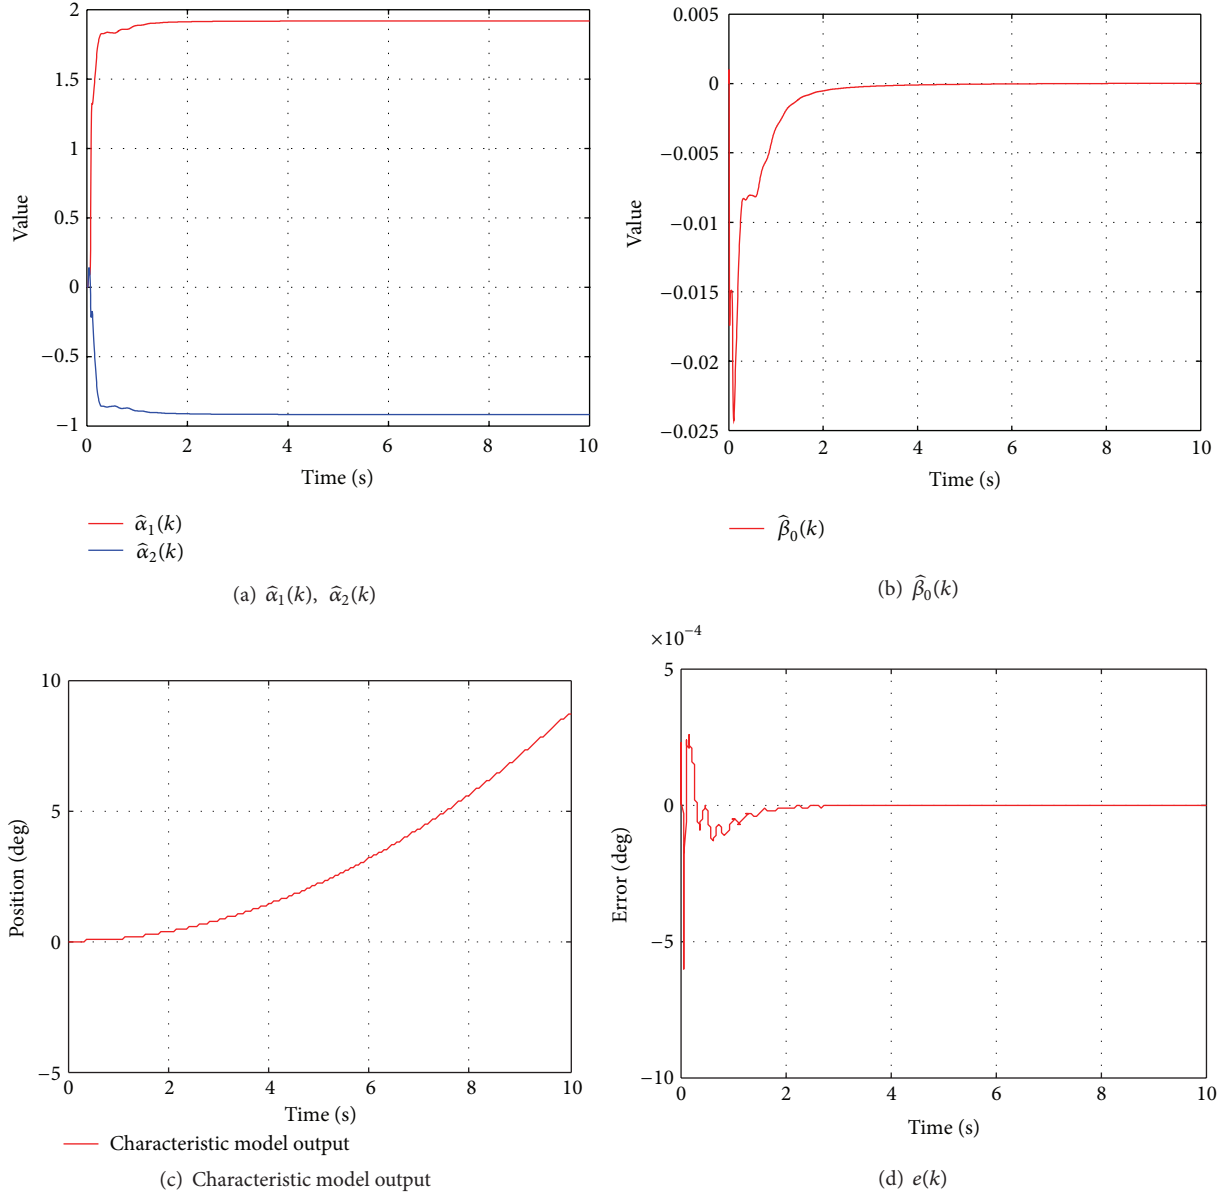 2
1.5
1
0.5
0
−0.5
−1
0 2 4 6 8 10
Value
Time (s)
α̂₁(k)
α̂₂(k)
(a) α̂₁(k), α̂₂(k)
0.005
0
−0.005
−0.01
−0.015
−0.02
−0.025
0 2 4 6 8 10
Value
Time (s)
β̂₀(k)
(b) β̂₀(k)
10
5
0
−5
0 2 4 6 8 10
Position (deg)
Time (s)
Characteristic model output
(c) Characteristic model output
×10⁻⁴
5
0
−5
−10
0 2 4 6 8 10
Error (deg)
Time (s)
(d) e(k)